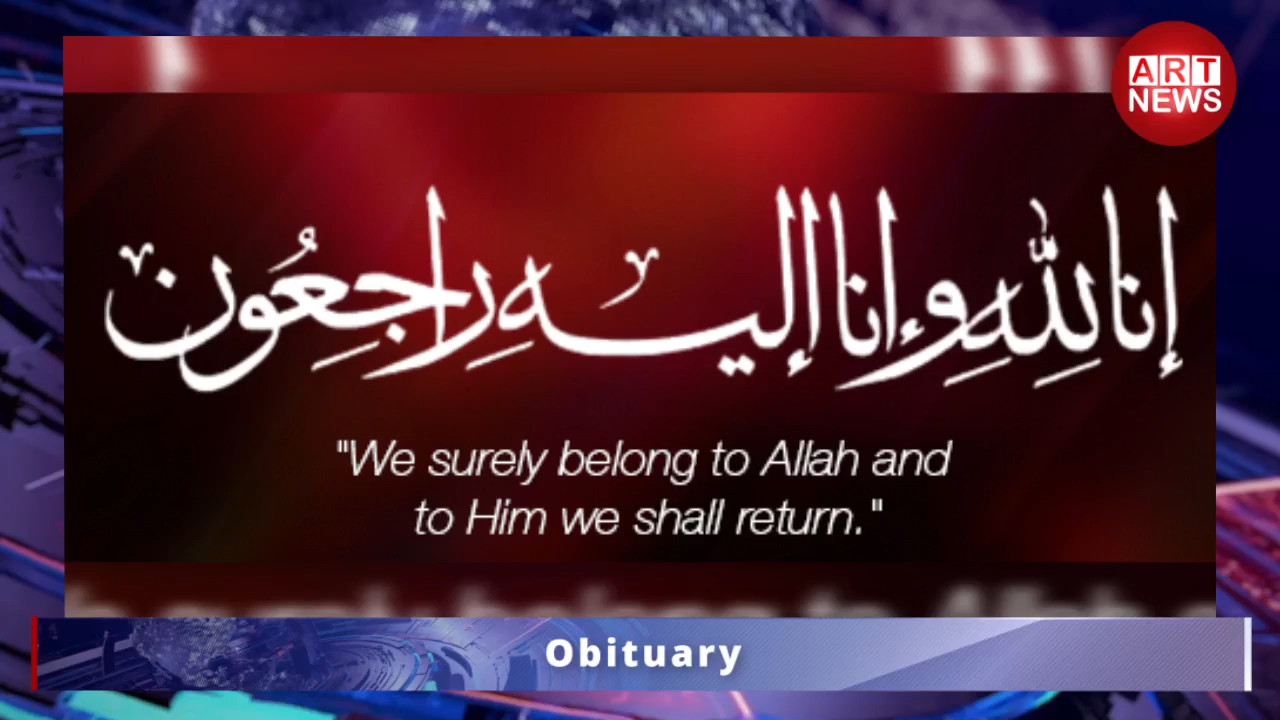 ART
NEWS
إنا لله وإنا إليه راجعون
"We surely belong to Allah and
to Him we shall return."
Obituary